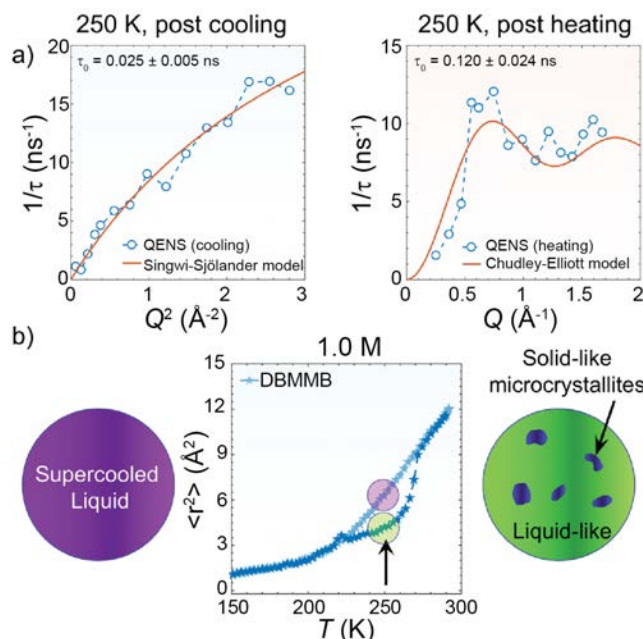 250 K, post cooling
250 K, post heating
a)
τ₀ = 0.025 ± 0.005 ns
1/τ (ns⁻¹)
20
15
10
5
0
QENS (cooling)
Singwi-Sjölander model
0 1 2 3
Q² (Å⁻²)
τ₀ = 0.120 ± 0.024 ns
1/τ (ns⁻¹)
15
10
5
0
QENS (heating)
Chudley-Elliott model
0 0.5 1 1.5 2
Q (Å⁻¹)
b)
1.0 M
Supercooled
Liquid
DBMMB
<r²> (Å²)
15
12
9
6
3
0
150 200 250 300
T (K)
Solid-like
microcrystallites
Liquid-like